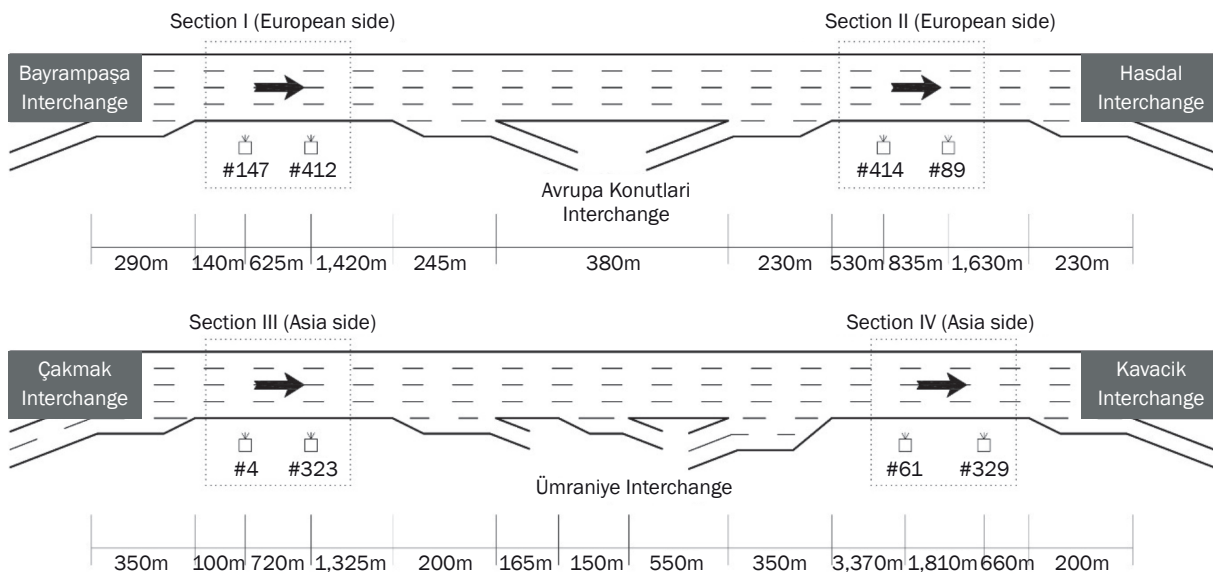 Section I (European side) Section II (European side)
Bayrampaşa
Interchange
Hasdal
Interchange
#147 #412 #414 #89
Avrupa Konutlari
Interchange
290m 140m 625m 1,420m 245m 380m 230m 530m 835m 1,630m 230m
Section III (Asia side) Section IV (Asia side)
Çakmak
Interchange
Kavacik
Interchange
#4 #323 #61 #329
Ümraniye Interchange
350m 100m 720m 1,325m 200m 165m 150m 550m 350m 3,370m 1,810m 660m 200m